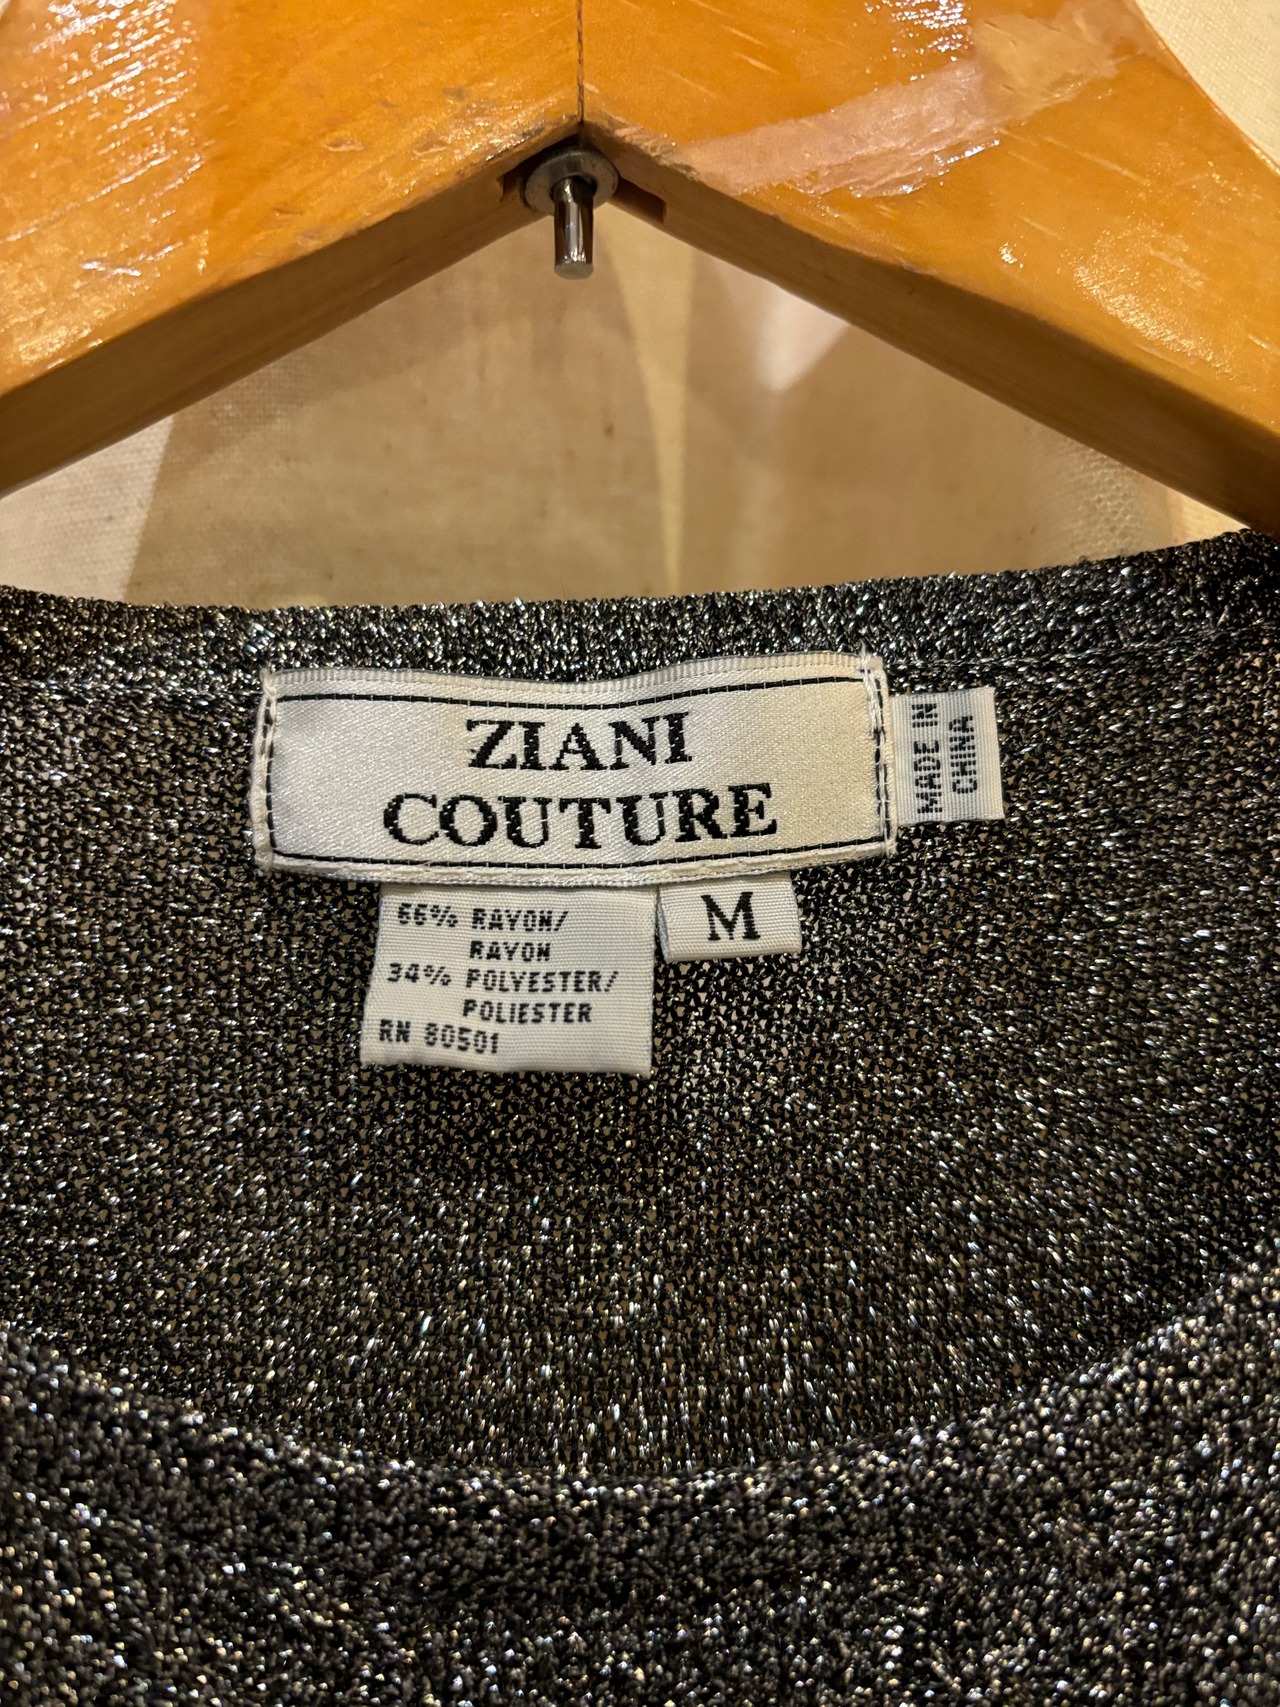 ZIANI
COUTURE
MADE IN
CHINA
M
66% RAYON/
RAYON
34% POLYESTER/
POLIESTER
RN 80501